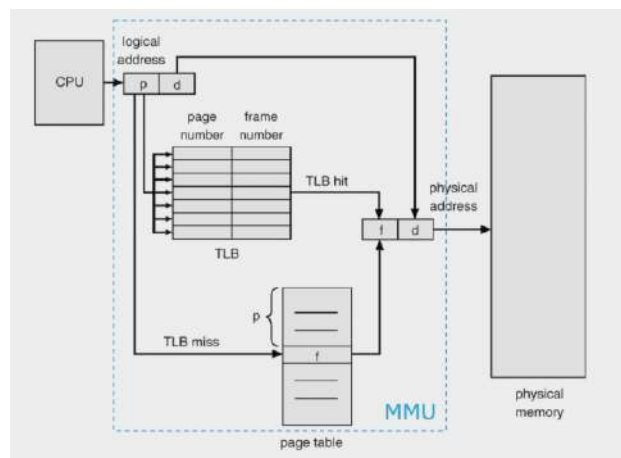 logical
address
CPU
p d
page frame
number number
TLB hit
physical
address
f d
TLB
p
TLB miss
f
MMU
physical
memory
page table